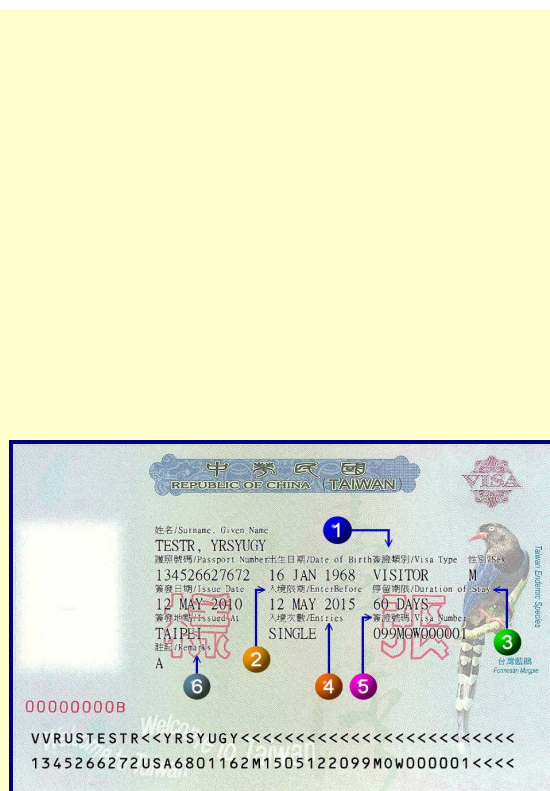 中華民國
REPUBLIC OF CHINA (TAIWAN)
VISA
1
姓名/Surname, Given Name
TESTR, YRSYUGY
護照號碼/Passport Number 出生日期/Date of Birth 簽證類別/Visa Type 性別/Sex
134526627672 16 JAN 1968 VISITOR M
簽發日期/Issue Date 入境限期/EnterBefore 停留期限/Duration of Stay
12 MAY 2010 12 MAY 2015 60 DAYS
簽發地點/Issued At 入境次數/Entries 簽證號碼/Visa Number
TAIPEI SINGLE 099MOW000001
註記/Remarks
A
樣 張
2 3
6 4 5
Taiwan Endemic Species
台灣藍鵲
Formosan Magpie
00000000B
Welcome to Taiwan
VVRUSTESTR<<YRSYUGY<<<<<<<<<<<<<<<<<<<<<<<<<
1345266272USA6801162M1505122099MOW000001<<<<